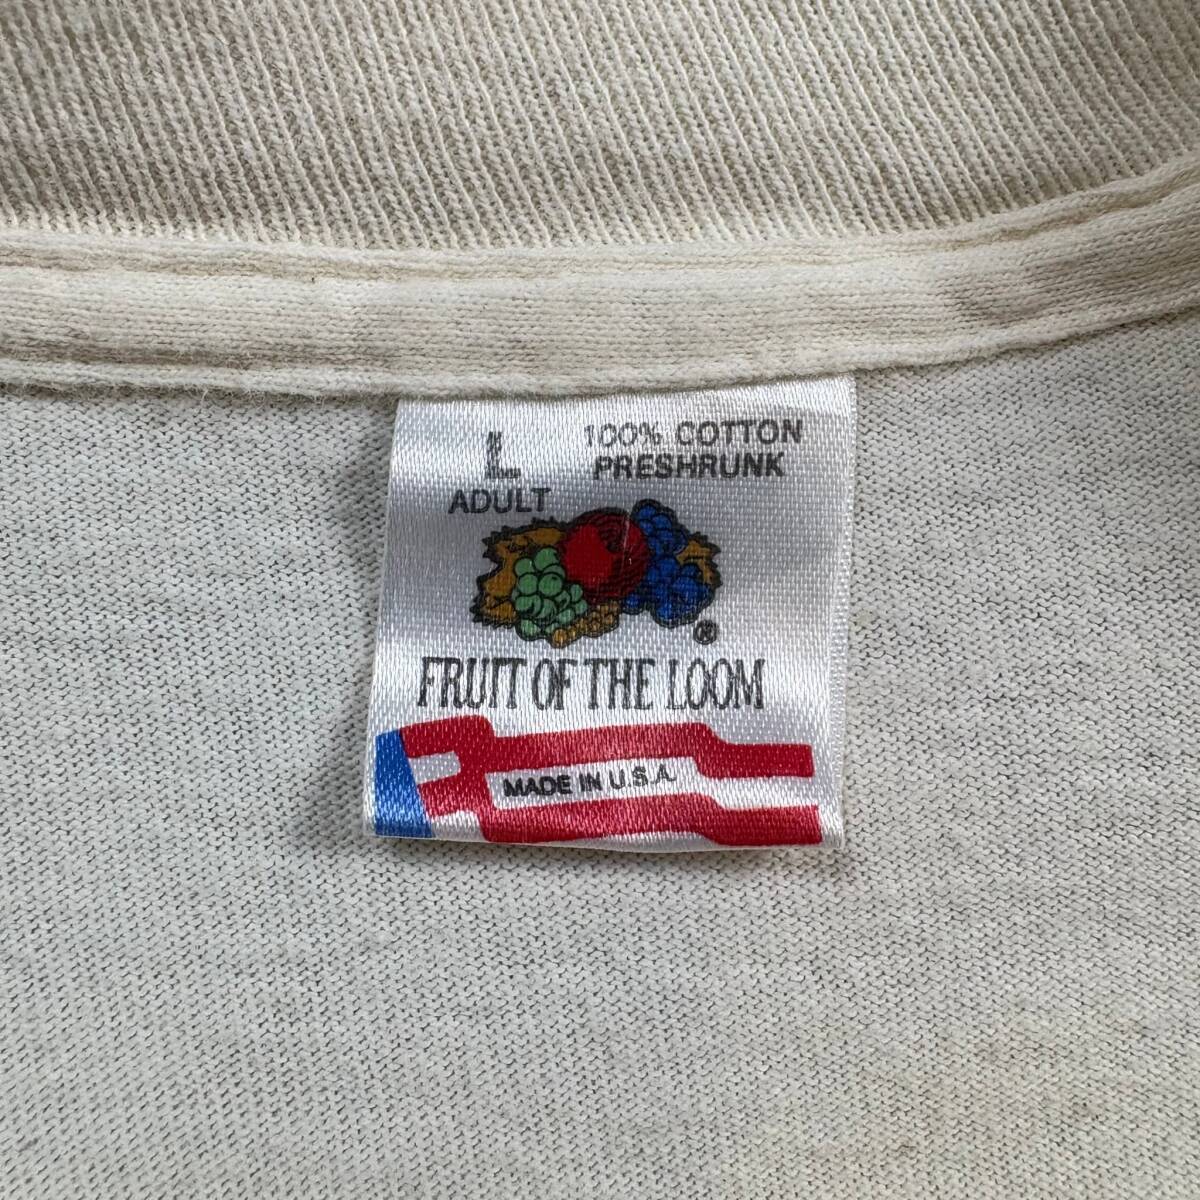 L
ADULT
100% COTTON
PRESHRUNK
®
FRUIT OF THE LOOM
MADE IN U.S.A.